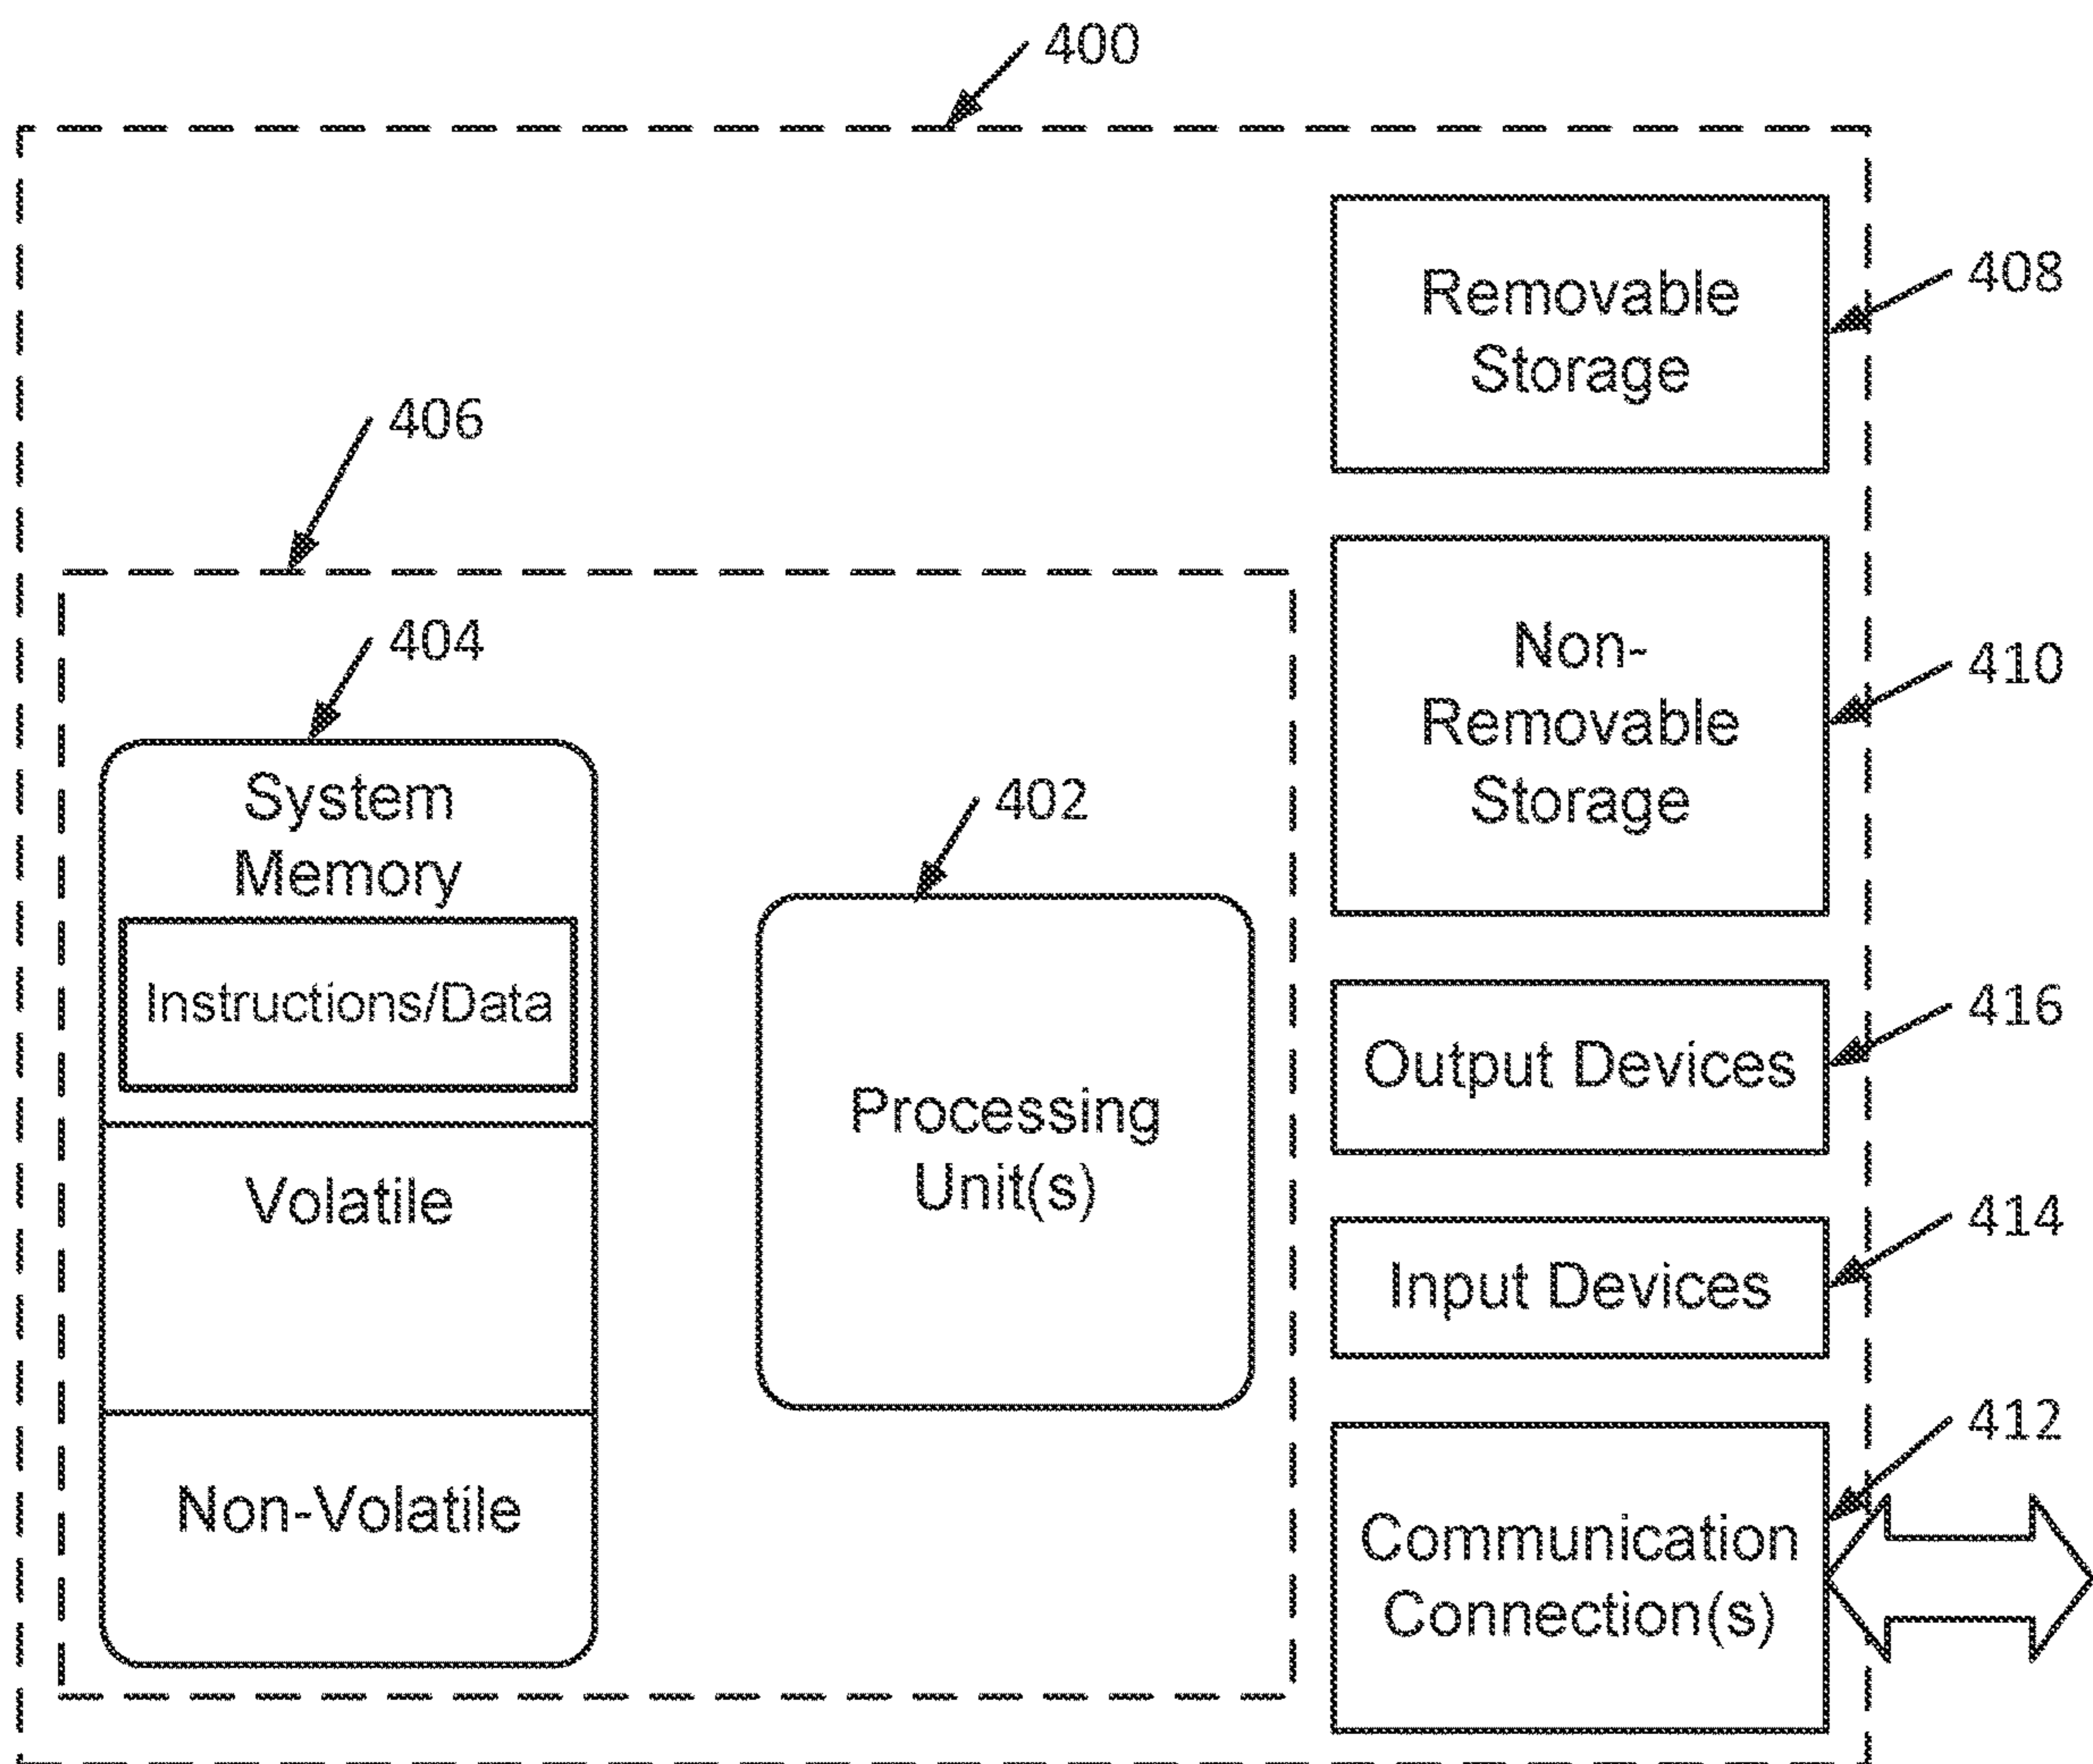 400
Removable
Storage
408
406
Non-
Removable
Storage
410
404
System
Memory
Instructions/Data
Volatile
Non-Volatile
402
Processing
Unit(s)
Output Devices
416
Input Devices
414
Communication
Connection(s)
412